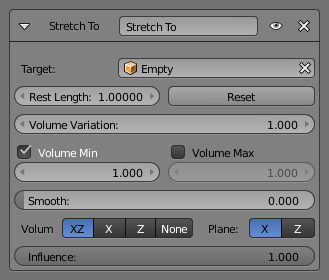 Stretch To Stretch To
Target: Empty
Rest Length: 1.00000 Reset
Volume Variation: 1.000
Volume Min Volume Max
1.000 1.000
Smooth: 0.000
Volum XZ X Z None Plane: X Z
Influence: 1.000